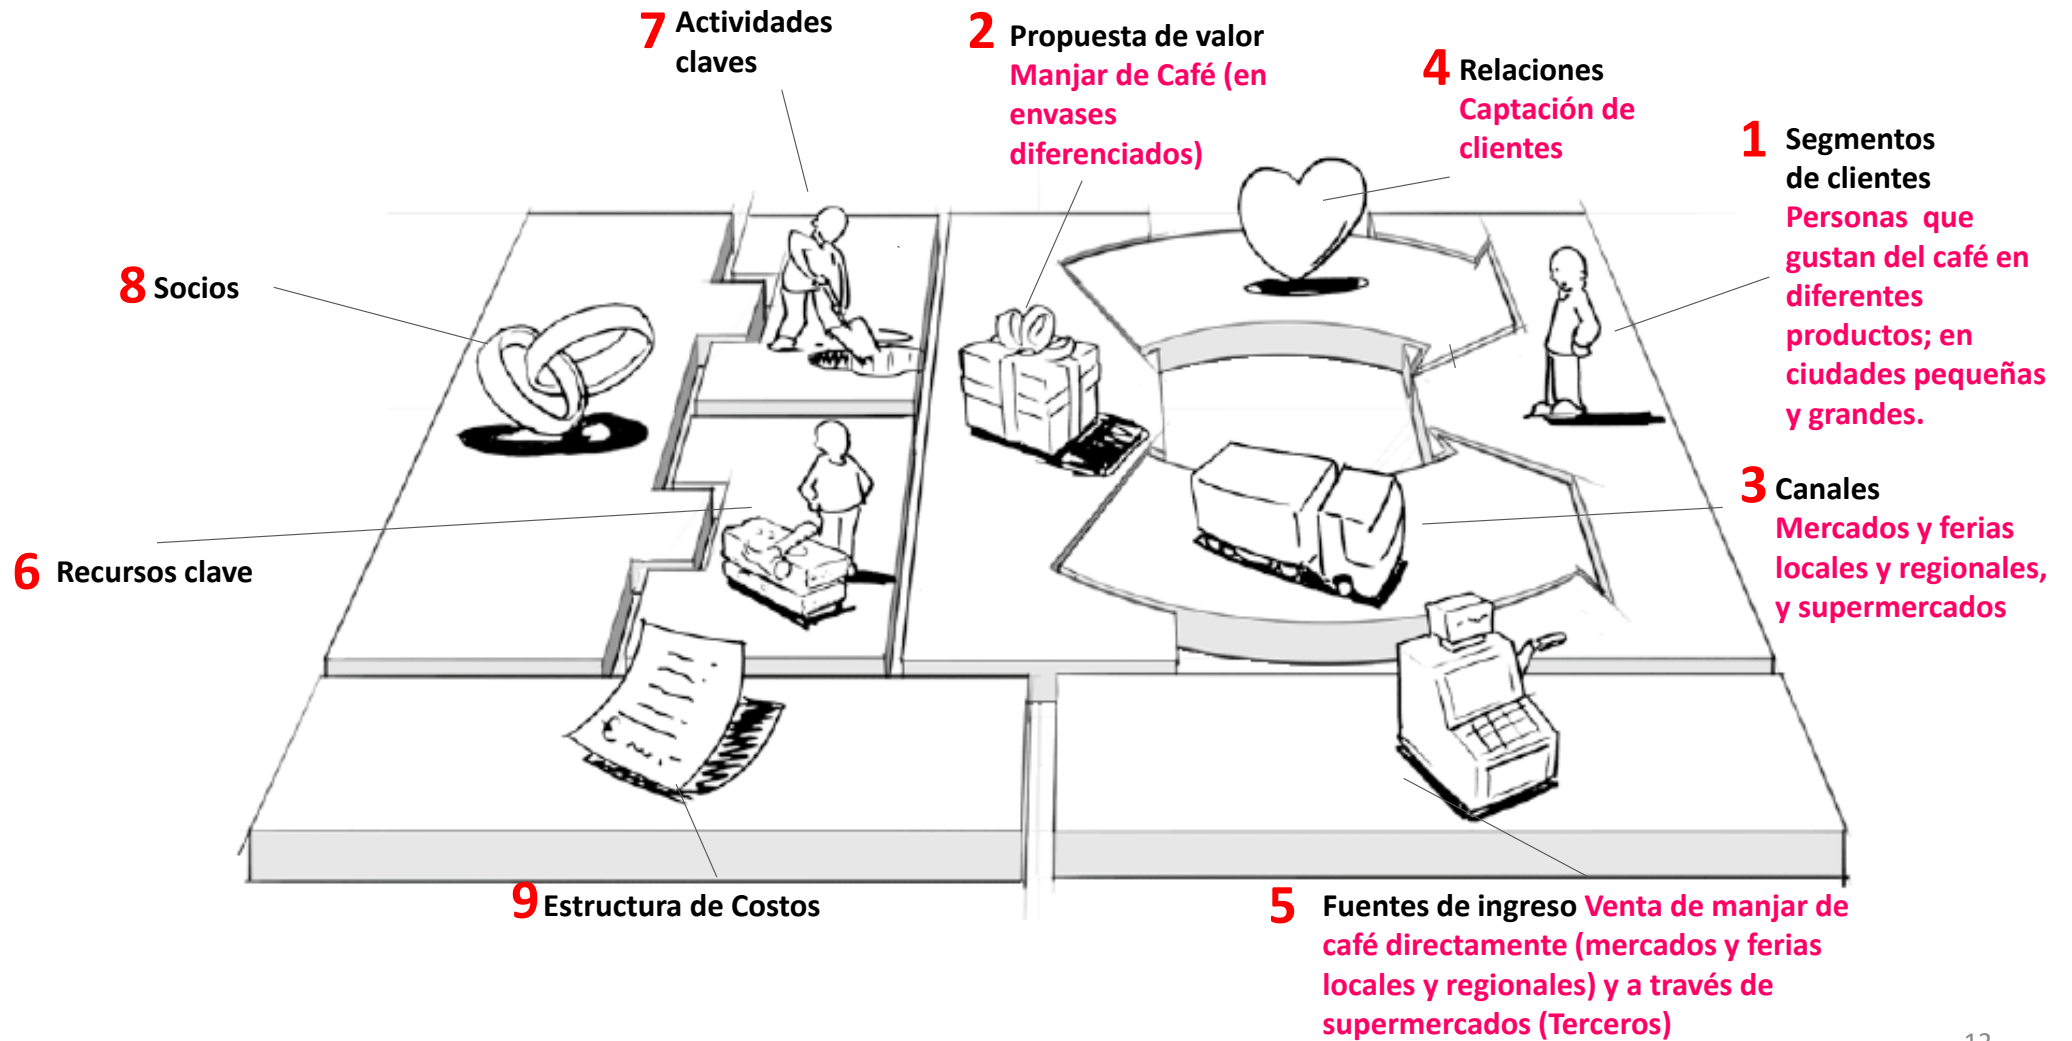 7 Actividades
claves
2 Propuesta de valor
Manjar de Café (en
envases
diferenciados)
4 Relaciones
Captación de
clientes
1 Segmentos
de clientes
Personas que
gustan del café en
diferentes
productos; en
ciudades pequeñas
y grandes.
8 Socios
3 Canales
Mercados y ferias
locales y regionales,
y supermercados
6 Recursos clave
9 Estructura de Costos
5 Fuentes de ingreso Venta de manjar de
café directamente (mercados y ferias
locales y regionales) y a través de
supermercados (Terceros)